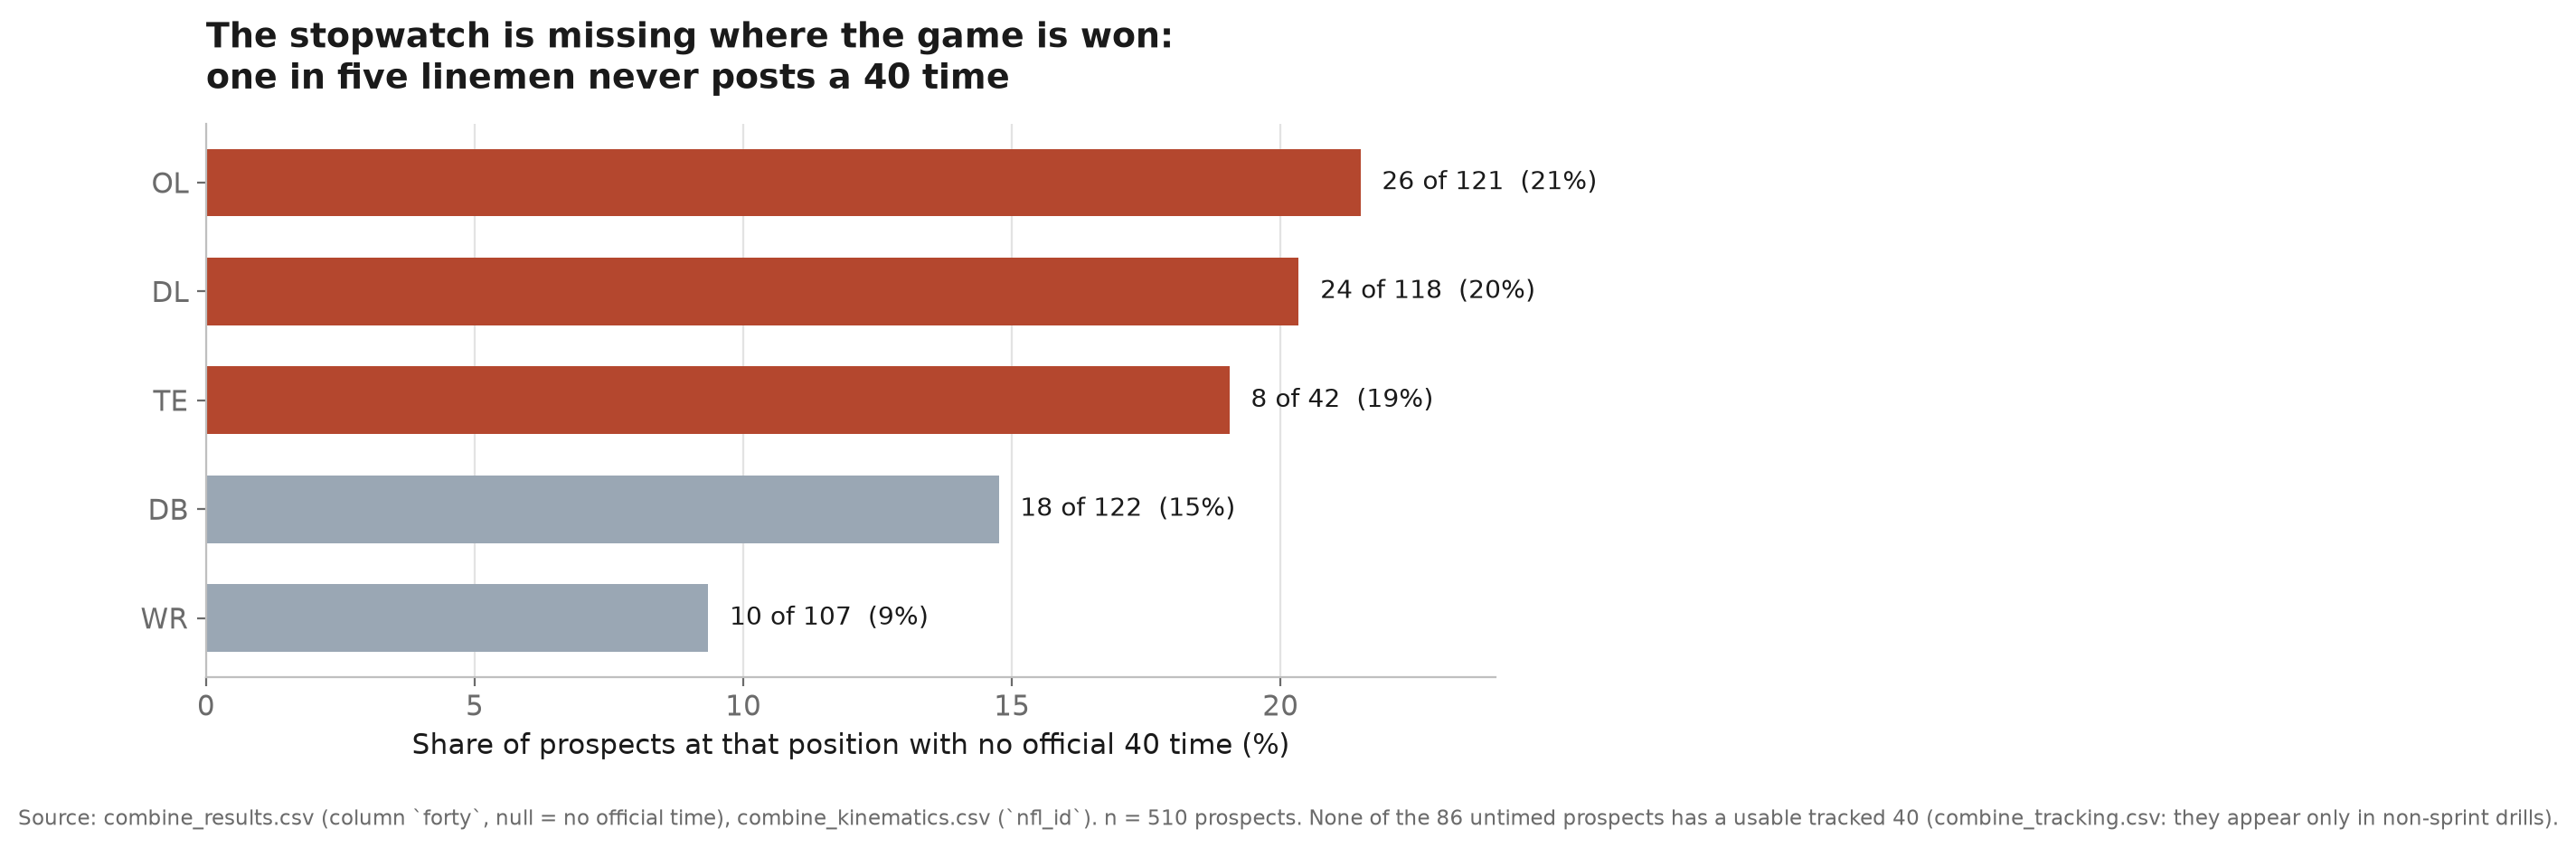 The stopwatch is missing where the game is won:
one in five linemen never posts a 40 time
OL
26 of 121 (21%)
DL
24 of 118 (20%)
TE
8 of 42 (19%)
DB
18 of 122 (15%)
WR
10 of 107 (9%)
0 5 10 15 20
Share of prospects at that position with no official 40 time (%)
Source: combine_results.csv (column `forty`, null = no official time), combine_kinematics.csv (`nfl_id`). n = 510 prospects. None of the 86 untimed prospects has a usable tracked 40 (combine_tracking.csv: they appear only in non-sprint drills).